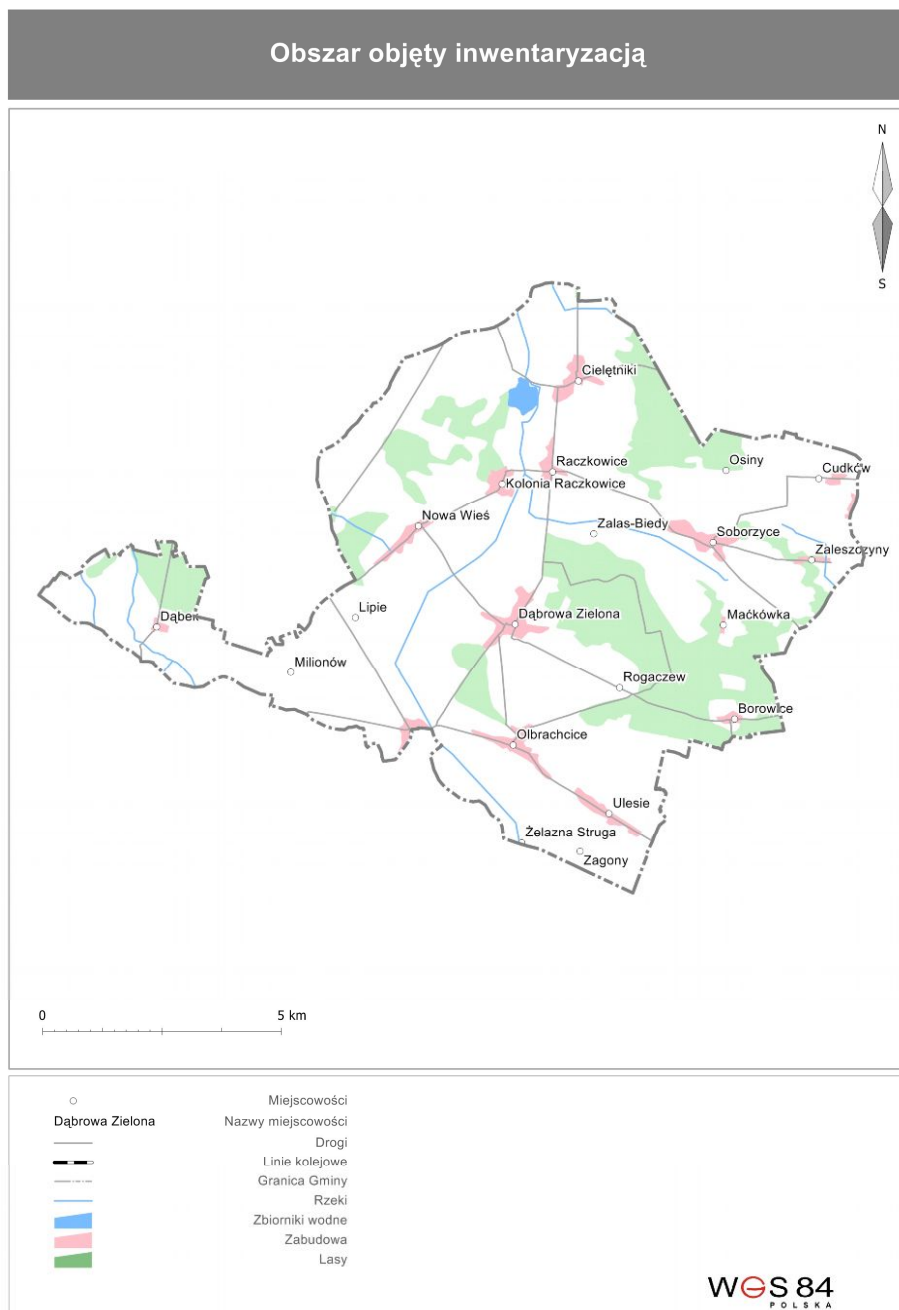 Obszar objęty inwentaryzacją
N
S
Cielętniki
Raczkowice
Osiny
Cudków
Kolonia Raczkowice
Nowa Wieś
Zalas-Biedy
Soborzyce
Zaleszczyny
Dąbek
Lipie
Dąbrowa Zielona
Maćkówka
Milionów
Rogaczew
Borowice
Olbrachcice
Ulesie
Żelazna Struga
Zagony
0 5 km
Miejscowości
Dąbrowa Zielona Nazwy miejscowości
Drogi
Linie kolejowe
Granica Gminy
Rzeki
Zbiorniki wodne
Zabudowa
Lasy
WGS 84
POLSKA